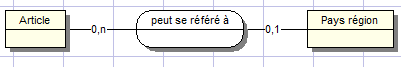 Article
0,n
peut se référé à
0,1
Pays région